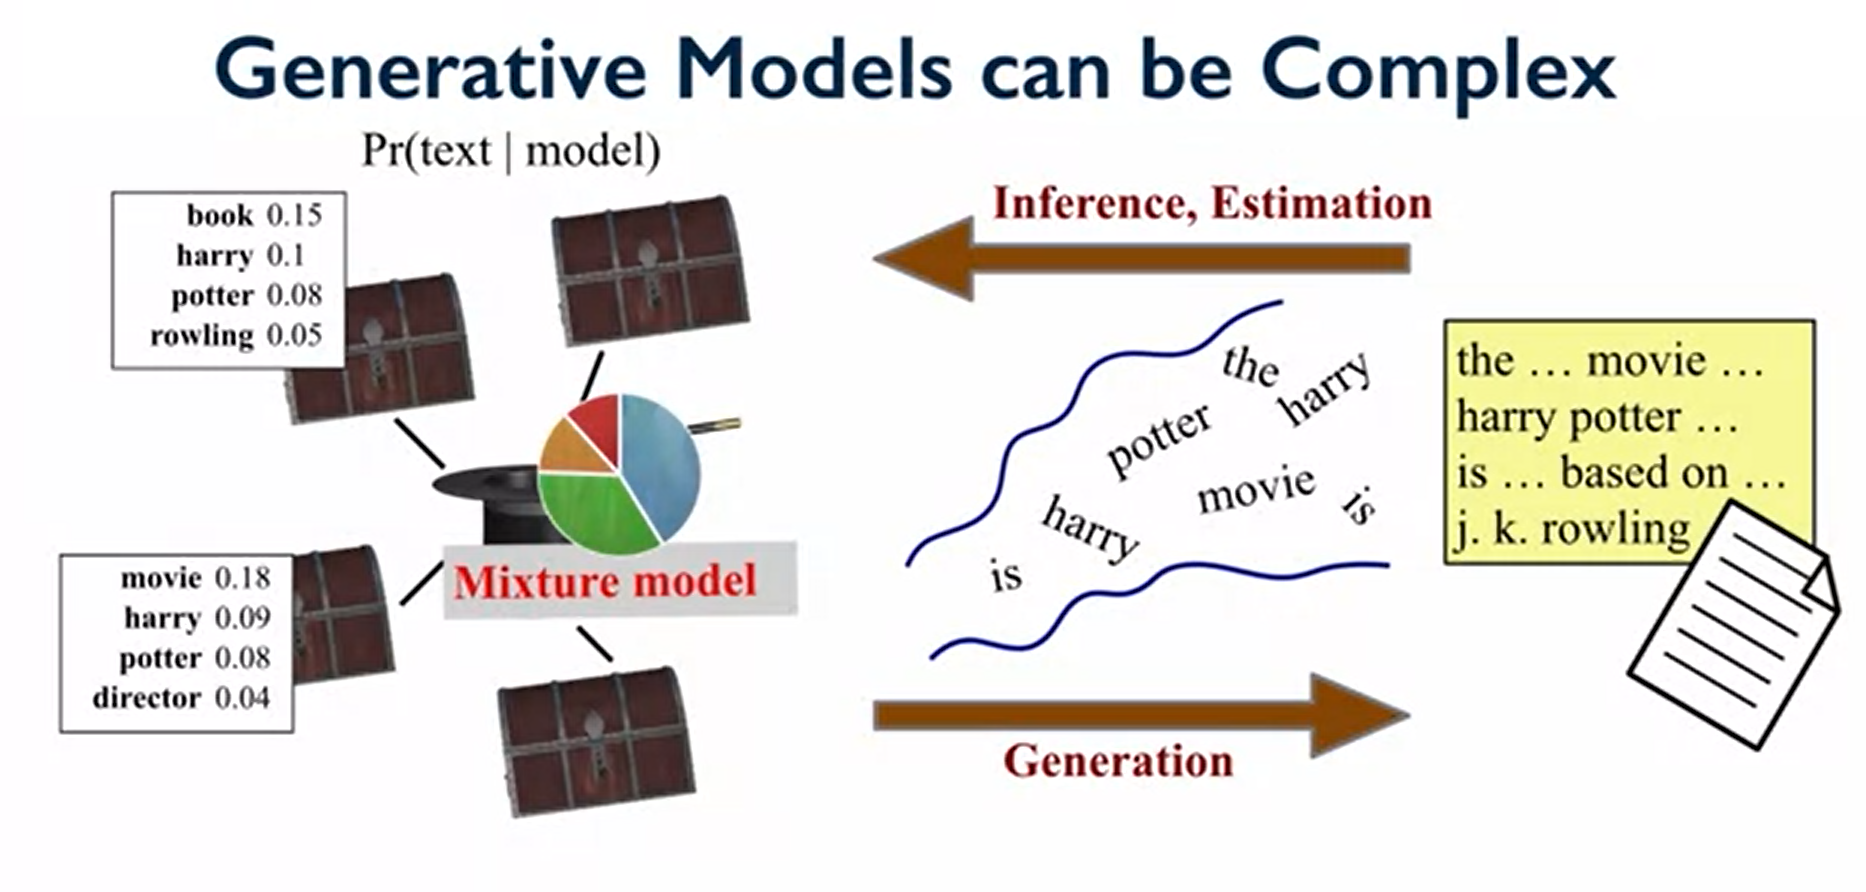 Generative Models can be Complex
Pr(text | model)
book 0.15
harry 0.1
potter 0.08
rowling 0.05
movie 0.18
harry 0.09
potter 0.08
director 0.04
Mixture model
Inference, Estimation
the
harry
potter
movie
is
harry
is
Generation
the … movie …
harry potter …
is … based on …
j. k. rowling